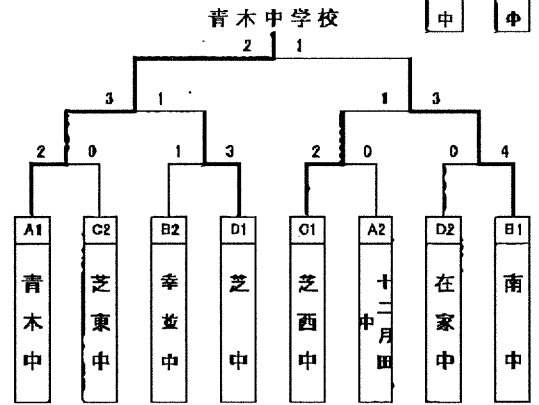 青木中学校
中 中
2 1
3 1 1 3
2 0 1 3 2 0 0 4
A1 C2 B2 D1 C1 A2 D2 B1
青木中
芝東中
幸並中
芝中
芝西中
十二月田中
在家中
南中